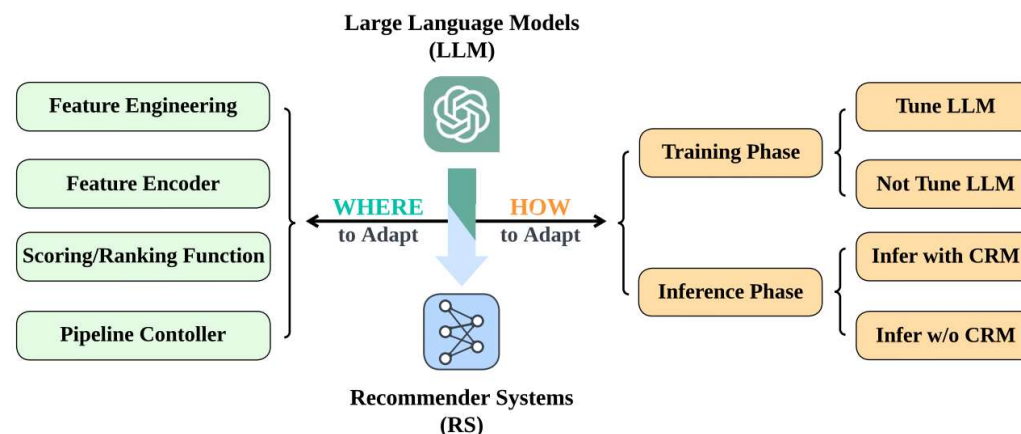 Large Language Models
(LLM)
Feature Engineering
Feature Encoder
Scoring/Ranking Function
Pipeline Contoller
WHERE
to Adapt
HOW
to Adapt
Training Phase
Tune LLM
Not Tune LLM
Inference Phase
Infer with CRM
Infer w/o CRM
Recommender Systems
(RS)